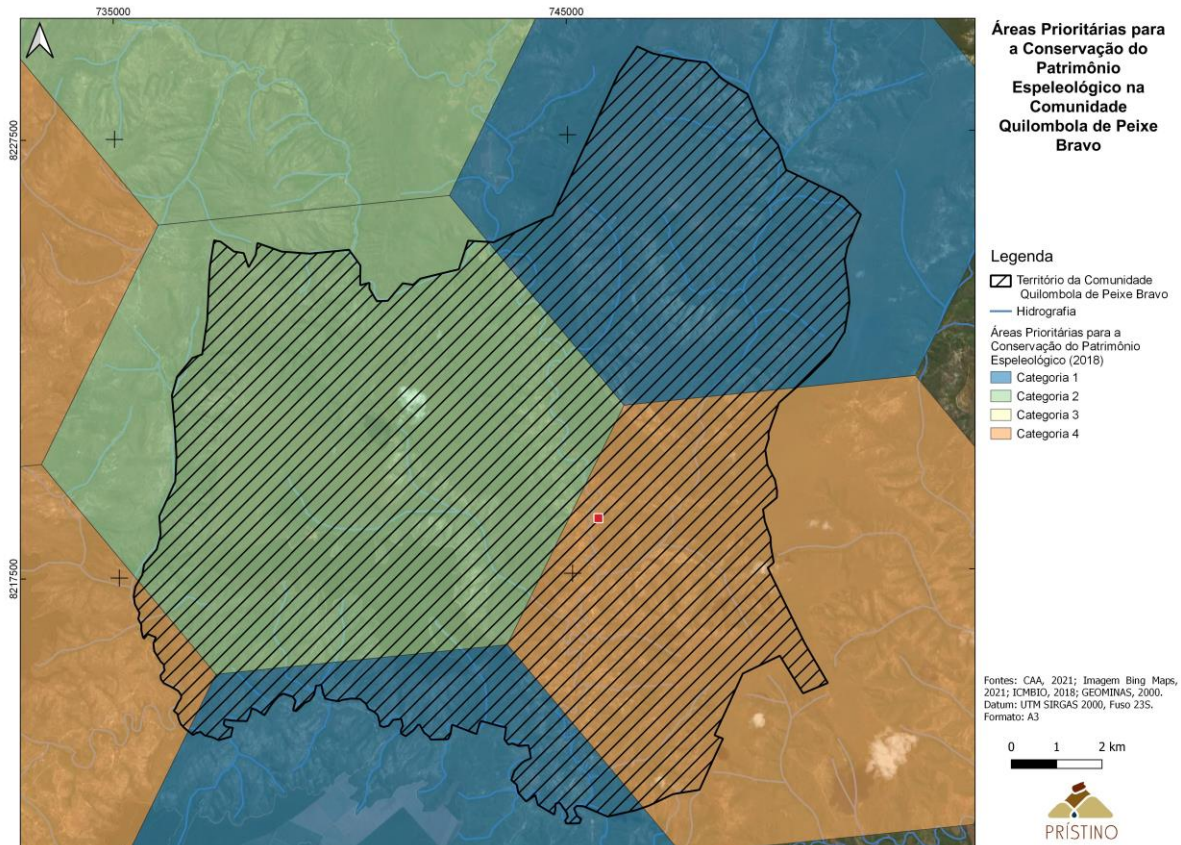 735000
745000
8227500
8217500
Áreas Prioritárias para
a Conservação do
Patrimônio
Espeleológico na
Comunidade
Quilombola de Peixe
Bravo
Legenda
Território da Comunidade
Quilombola de Peixe Bravo
Hidrografia
Áreas Prioritárias para a
Conservação do Patrimônio
Espeleológico (2018)
Categoria 1
Categoria 2
Categoria 3
Categoria 4
Fontes: CAA, 2021; Imagem Bing Maps,
2021; ICMBIO, 2018; GEOMINAS, 2000.
Datum: UTM SIRGAS 2000, Fuso 23S.
Formato: A3
0 1 2 km
PRÍSTINO